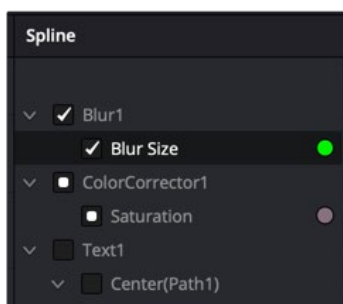 Spline
Blur1
Blur Size
ColorCorrector1
Saturation
Text1
Center(Path1)